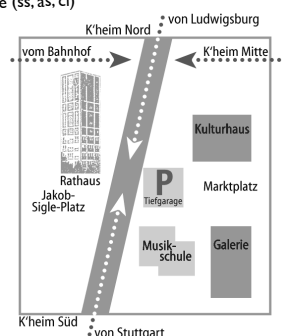 e (ss, as, cl)
von Ludwigsburg
K'heim Nord
vom Bahnhof
K'heim Mitte
Kulturhaus
Rathaus
Jakob-
Sigle-Platz
P
Tiefgarage
Marktplatz
Musik-
schule
Galerie
K'heim Süd
von Stuttgart